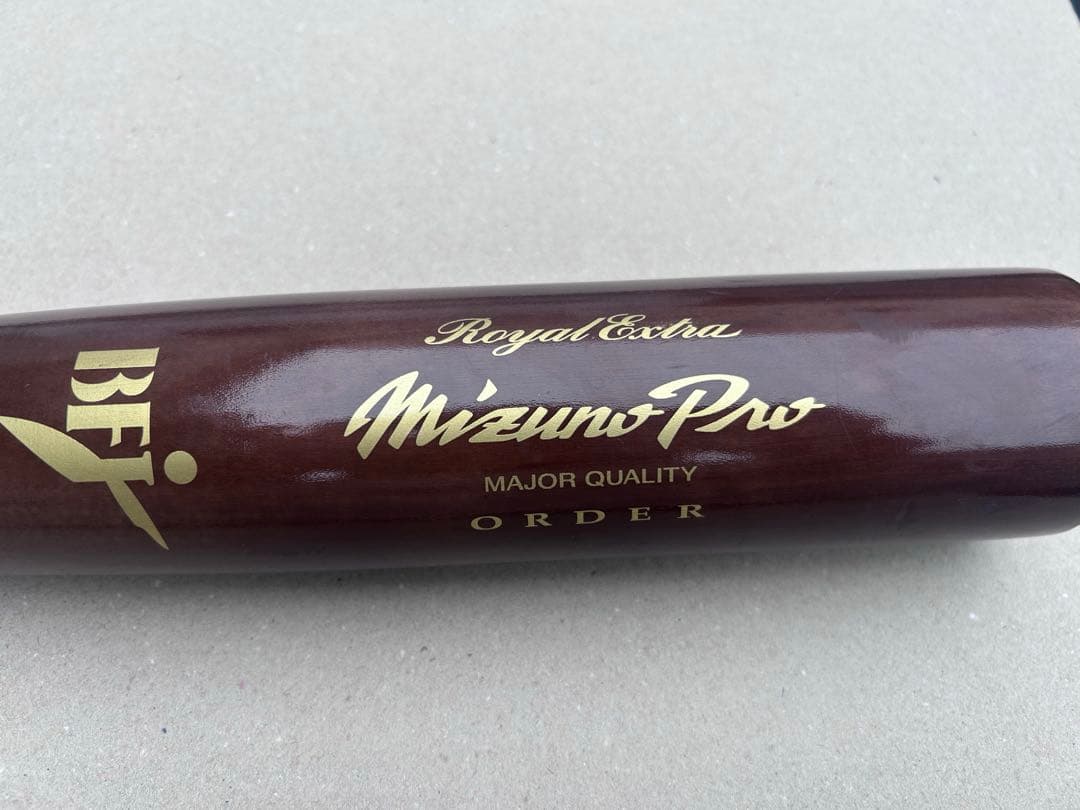 BFJ
Royal Extra
Mizuno Pro
MAJOR QUALITY
ORDER